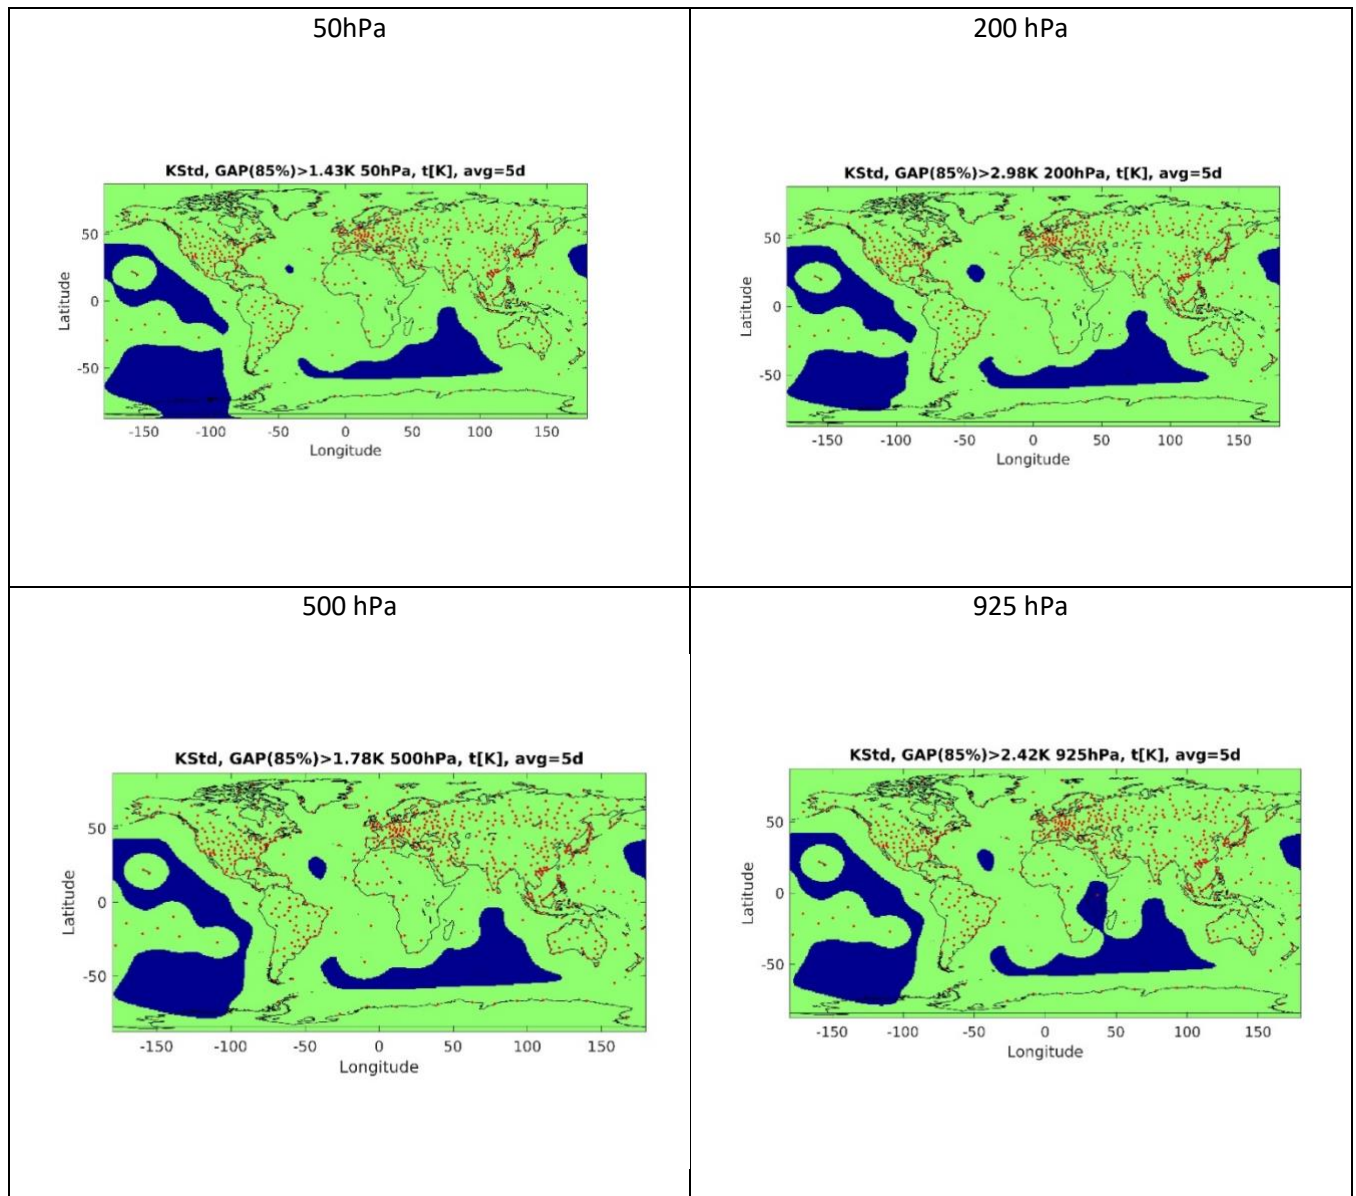 50hPa
KStd, GAP(85%)>1.43K 50hPa, t[K], avg=5d
Latitude
50
0
-50
-150 -100 -50 0 50 100 150
Longitude
200 hPa
KStd, GAP(85%)>2.98K 200hPa, t[K], avg=5d
Latitude
50
0
-50
-150 -100 -50 0 50 100 150
Longitude
500 hPa
KStd, GAP(85%)>1.78K 500hPa, t[K], avg=5d
Latitude
50
0
-50
-150 -100 -50 0 50 100 150
Longitude
925 hPa
KStd, GAP(85%)>2.42K 925hPa, t[K], avg=5d
Latitude
50
0
-50
-150 -100 -50 0 50 100 150
Longitude